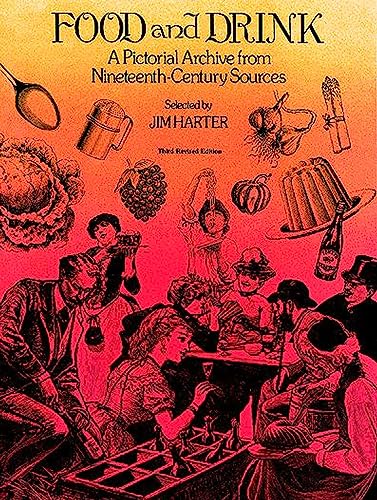 FOOD and DRINK
A Pictorial Archive from
Nineteenth-Century Sources
Selected by
JIM HARTER
Third Revised Edition